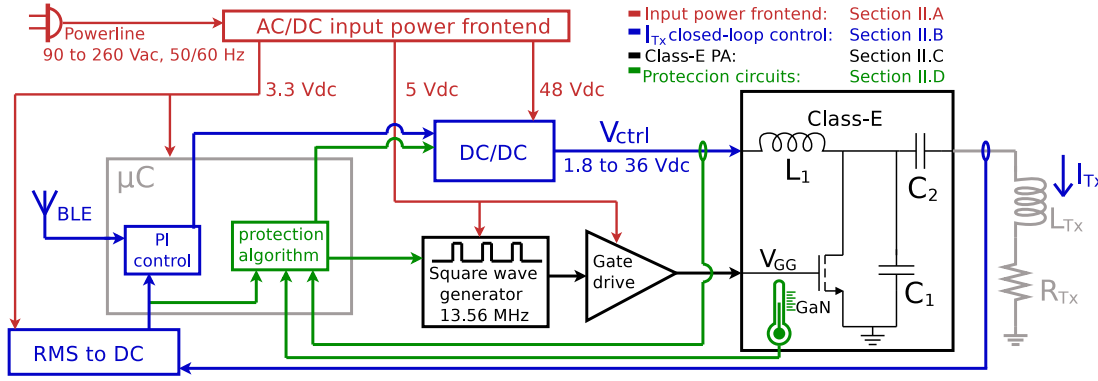 AC/DC input power frontend
Powerline
90 to 260 Vac, 50/60 Hz
Input power frontend: Section II.A
I_Tx closed-loop control: Section II.B
Class-E PA: Section II.C
Proteccion circuits: Section II.D
3.3 Vdc
5 Vdc
48 Vdc
DC/DC
Vctrl
1.8 to 36 Vdc
Class-E
L1
C2
ITx
μC
BLE
PI
control
protection
algorithm
Square wave
generator
13.56 MHz
Gate
drive
VGG
GaN
C1
LTx
RTx
RMS to DC